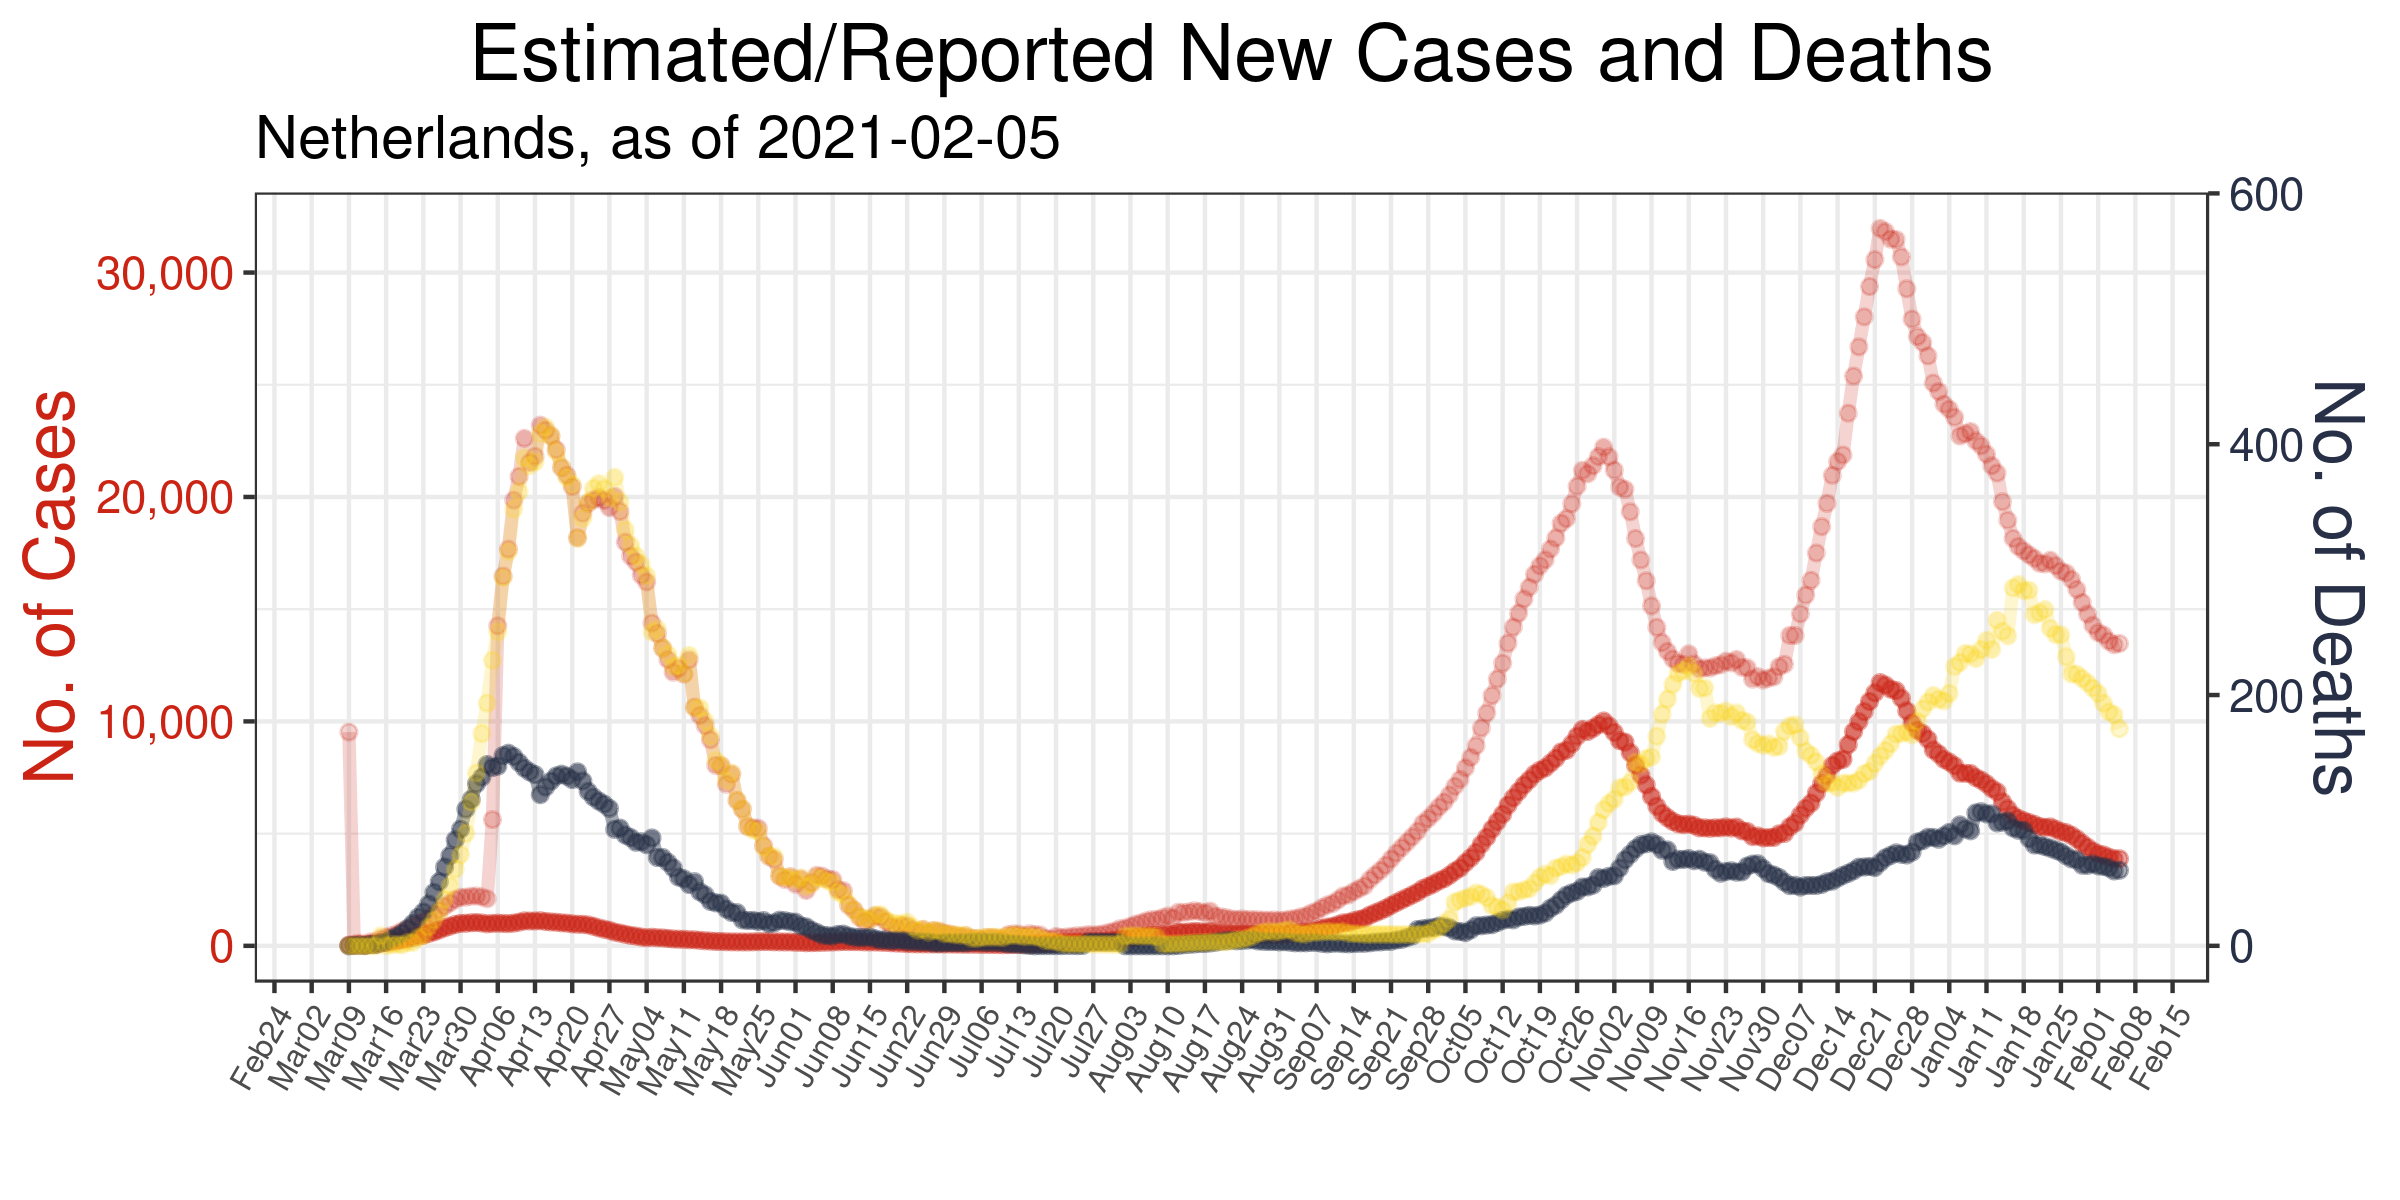 Estimated/Reported New Cases and Deaths
Netherlands, as of 2021-02-05
No. of Cases
30,000
20,000
10,000
0
600
400
200
0
No. of Deaths
Feb24
Mar02
Mar09
Mar16
Mar23
Mar30
Apr06
Apr13
Apr20
Apr27
May04
May11
May18
May25
Jun01
Jun08
Jun15
Jun22
Jun29
Jul06
Jul13
Jul20
Jul27
Aug03
Aug10
Aug17
Aug24
Aug31
Sep07
Sep14
Sep21
Sep28
Oct05
Oct12
Oct19
Oct26
Nov02
Nov09
Nov16
Nov23
Nov30
Dec07
Dec14
Dec21
Dec28
Jan04
Jan11
Jan18
Jan25
Feb01
Feb08
Feb15